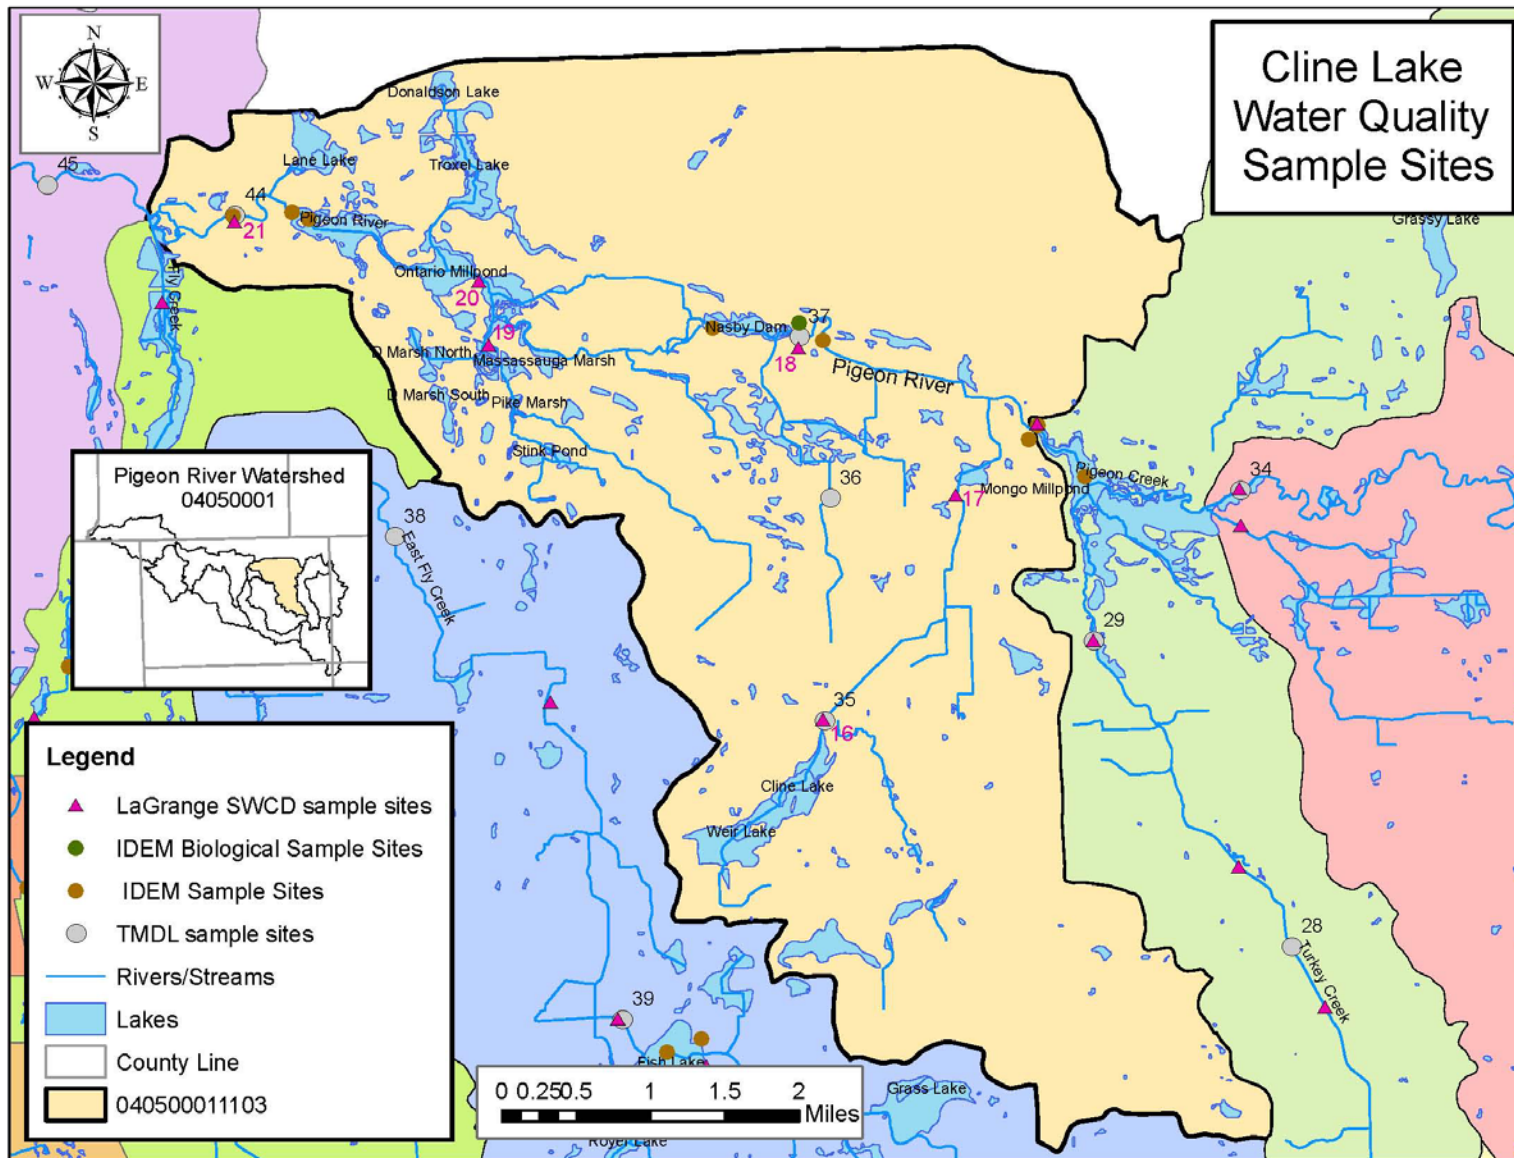 Cline Lake
Water Quality
Sample Sites
N
W
E
S
Donaldson Lake
Lane Lake
Troxel Lake
45
44
Pigeon River
21
Grassy Lake
Fly Creek
Ontario Millpond
20
19
37
Nasby Dam
18
D Marsh North
Massassauga Marsh
Pigeon River
D Marsh South
Pike Marsh
Stink Pond
36
17
Mongo Millpond
Pigeon Creek
34
Pigeon River Watershed
04050001
38
East Fly Creek
29
35
16
Cline Lake
Weir Lake
28
Turkey Creek
39
Fish Lake
Grass Lake
Royer Lake
Legend
LaGrange SWCD sample sites
IDEM Biological Sample Sites
IDEM Sample Sites
TMDL sample sites
Rivers/Streams
Lakes
County Line
040500011103
0 0.25 0.5 1 1.5 2
Miles